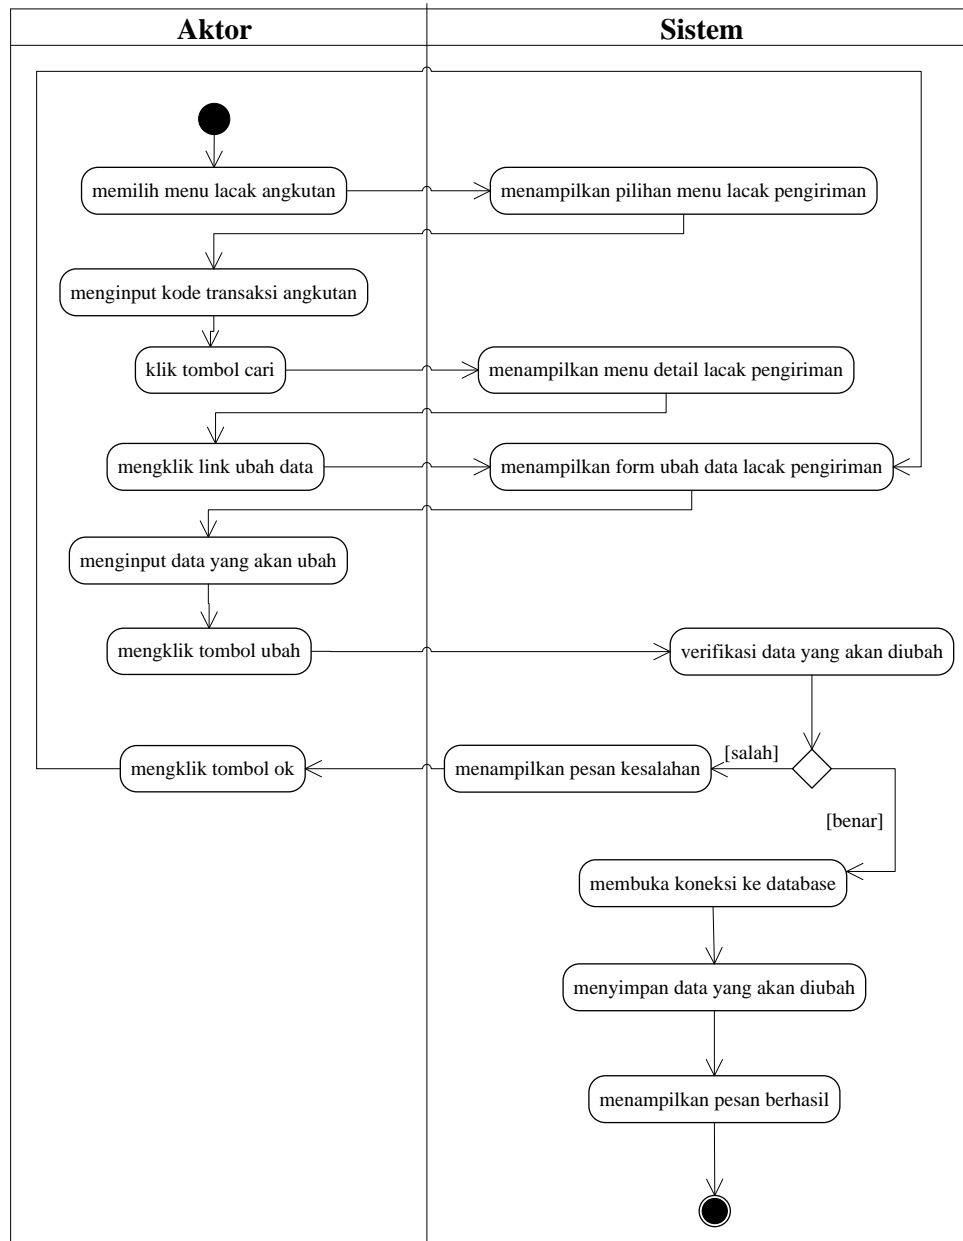 Aktor
Sistem
memilih menu lacak angkutan
menampilkan pilihan menu lacak pengiriman
menginput kode transaksi angkutan
klik tombol cari
menampilkan menu detail lacak pengiriman
mengklik link ubah data
menampilkan form ubah data lacak pengiriman
menginput data yang akan ubah
mengklik tombol ubah
verifikasi data yang akan diubah
[salah]
mengklik tombol ok
menampilkan pesan kesalahan
[benar]
membuka koneksi ke database
menyimpan data yang akan diubah
menampilkan pesan berhasil